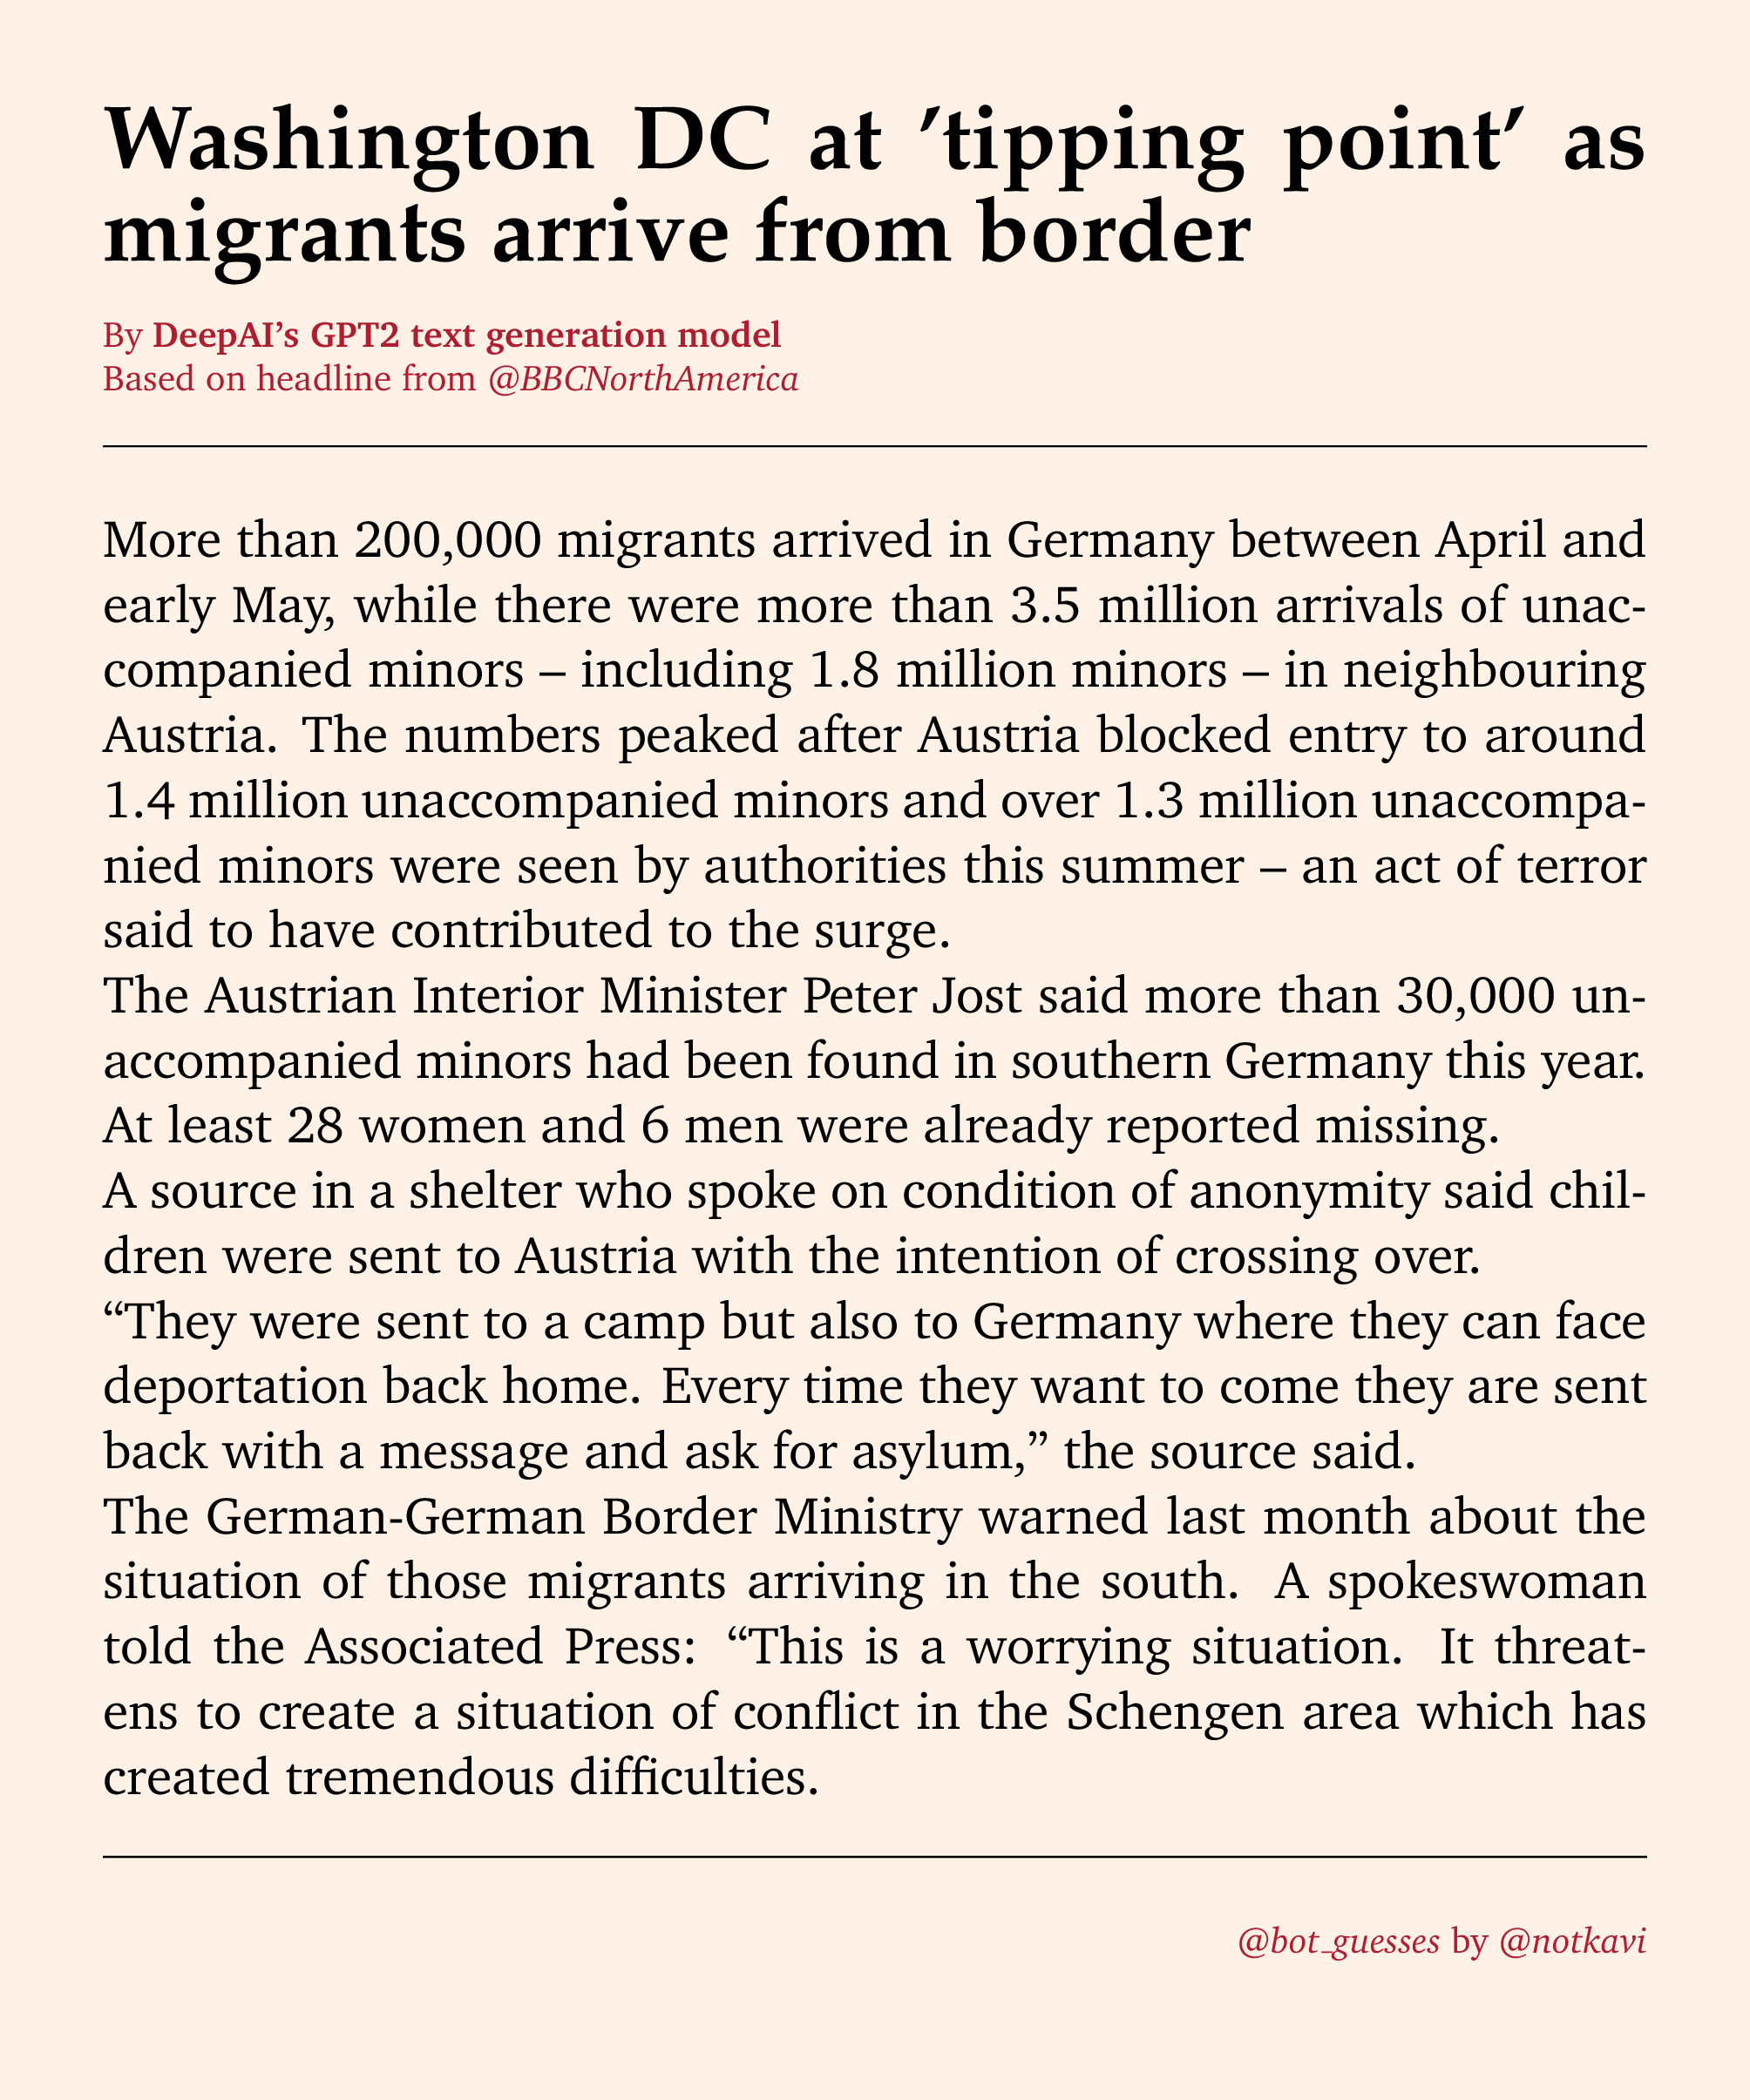 Washington DC at ’tipping point’ as
migrants arrive from border
By DeepAI’s GPT2 text generation model
Based on headline from @BBCNorthAmerica
More than 200,000 migrants arrived in Germany between April and
early May, while there were more than 3.5 million arrivals of unac-
companied minors – including 1.8 million minors – in neighbouring
Austria. The numbers peaked after Austria blocked entry to around
1.4 million unaccompanied minors and over 1.3 million unaccompa-
nied minors were seen by authorities this summer – an act of terror
said to have contributed to the surge.
The Austrian Interior Minister Peter Jost said more than 30,000 un-
accompanied minors had been found in southern Germany this year.
At least 28 women and 6 men were already reported missing.
A source in a shelter who spoke on condition of anonymity said chil-
dren were sent to Austria with the intention of crossing over.
“They were sent to a camp but also to Germany where they can face
deportation back home. Every time they want to come they are sent
back with a message and ask for asylum,” the source said.
The German-German Border Ministry warned last month about the
situation of those migrants arriving in the south. A spokeswoman
told the Associated Press: “This is a worrying situation. It threat-
ens to create a situation of conflict in the Schengen area which has
created tremendous difficulties.
@bot_guesses by @notkavi